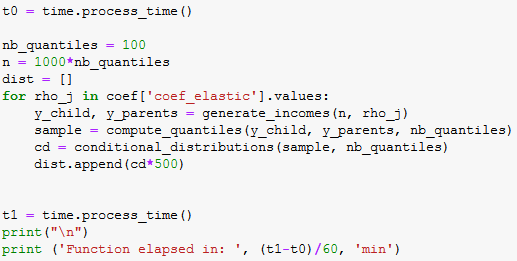 t0 = time.process_time()
nb_quantiles = 100
n = 1000*nb_quantiles
dist = []
for rho_j in coef['coef_elastic'].values:
    y_child, y_parents = generate_incomes(n, rho_j)
    sample = compute_quantiles(y_child, y_parents, nb_quantiles)
    cd = conditional_distributions(sample, nb_quantiles)
    dist.append(cd*500)
t1 = time.process_time()
print("\n")
print ('Function elapsed in: ', (t1-t0)/60, 'min')